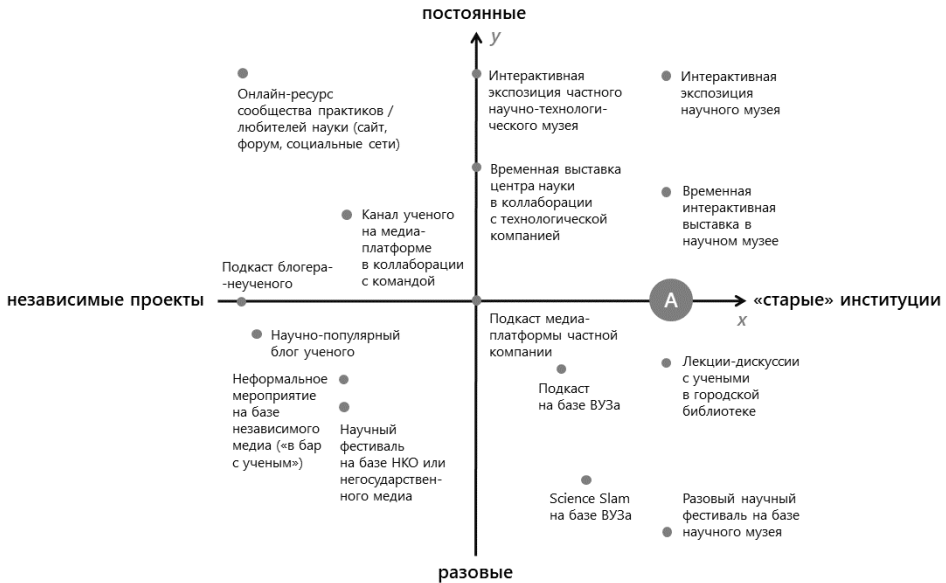 постоянные
y
Интерактивная
экспозиция частного
научно-технологи-
ческого музея
Интерактивная
экспозиция
научного музея
Онлайн-ресурс
сообщества практиков /
любителей науки (сайт,
форум, социальные сети)
Временная выставка
центра науки
в коллаборации
с технологической
компанией
Временная
интерактивная
выставка в
научном музее
Канал ученого
на медиа-
платформе
в коллаборации
с командой
Подкаст блогера-
-неученого
независимые проекты
А
«старые» институции
x
Подкаст медиа-
платформы частной
компании
Научно-популярный
блог ученого
Лекции-дискуссии
с учеными
в городской
библиотеке
Неформальное
мероприятие
на базе
независимого
медиа («в бар
с ученым»)
Подкаст
на базе ВУЗа
Научный
фестиваль
на базе НКО или
негосударствен-
ного медиа
Science Slam
на базе ВУЗа
Разовый научный
фестиваль на базе
научного музея
разовые